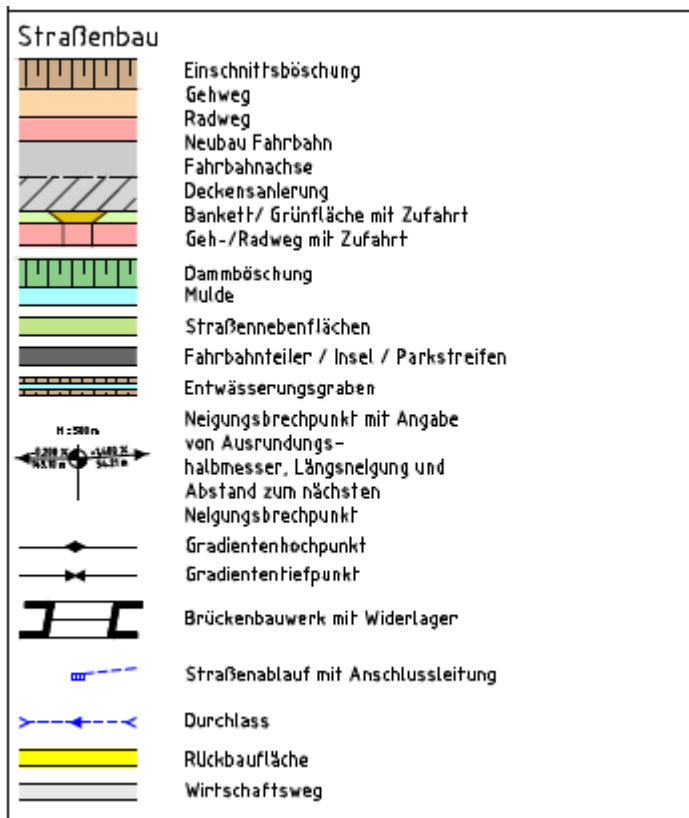 Straßenbau
Einschnittsböschung
Gehweg
Radweg
Neubau Fahrbahn
Fahrbahnachse
Deckensanierung
Bankett/ Grünfläche mit Zufahrt
Geh-/Radweg mit Zufahrt
Dammböschung
Mulde
Straßennebenflächen
Fahrbahnteiler / Insel / Parkstreifen
Entwässerungsgraben
H = 500 m
Neigungsbrechpunkt mit Angabe
von Ausrundungs-
halbmesser, Längsneigung und
Abstand zum nächsten
Neigungsbrechpunkt
Gradientenhochpunkt
Gradiententiefpunkt
Brückenbauwerk mit Widerlager
Straßenablauf mit Anschlussleitung
Durchlass
Rückbaufläche
Wirtschaftsweg